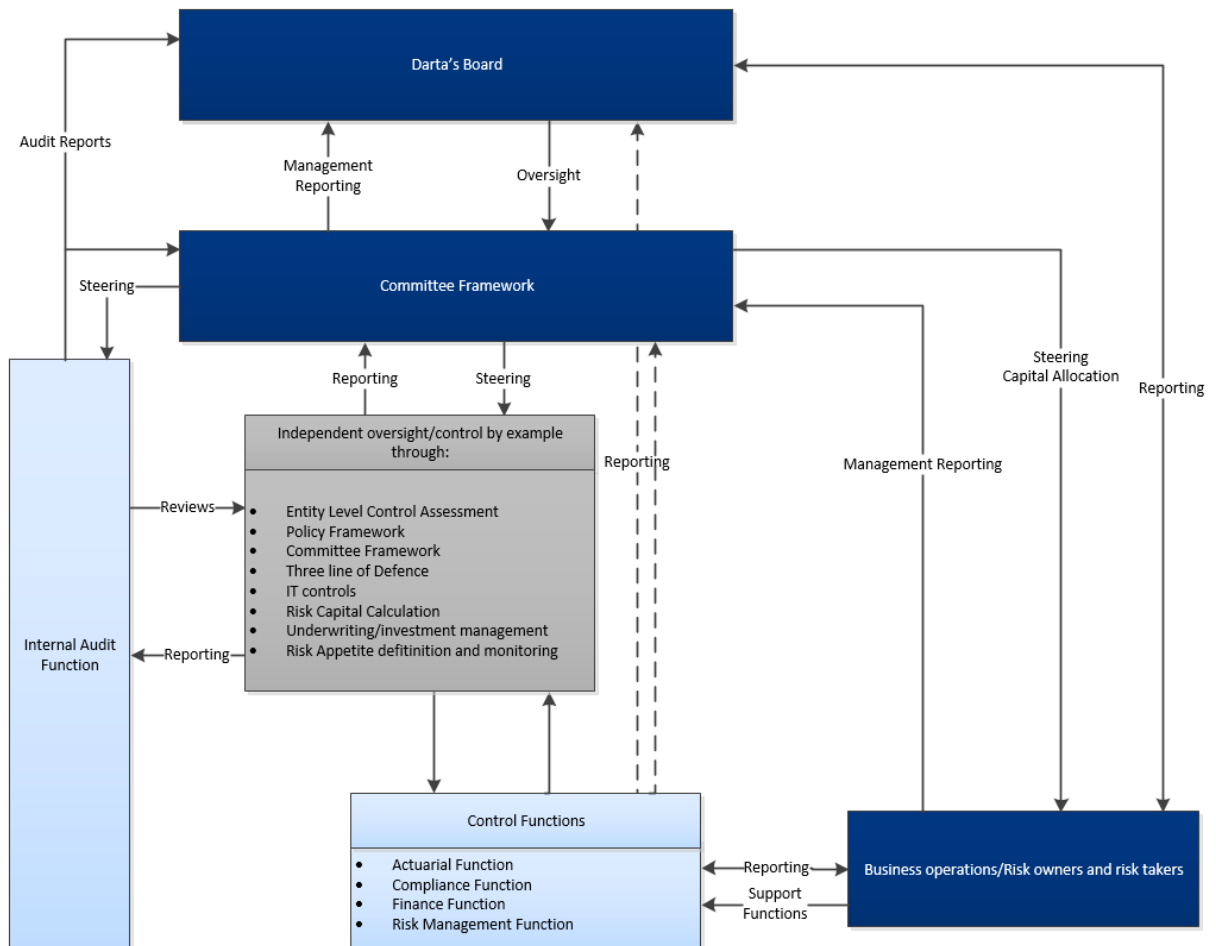 Darta's Board
Audit Reports
Management
Reporting
Oversight
Committee Framework
Steering
Steering
Capital Allocation
Reporting
Reporting
Steering
Independent oversight/control by example
through:
Reporting
Management Reporting
Reviews
• Entity Level Control Assessment
• Policy Framework
• Committee Framework
• Three line of Defence
• IT controls
• Risk Capital Calculation
• Underwriting/investment management
• Risk Appetite defitinition and monitoring
Internal Audit
Function
Reporting
Control Functions
• Actuarial Function
• Compliance Function
• Finance Function
• Risk Management Function
Reporting
Support
Functions
Business operations/Risk owners and risk takers